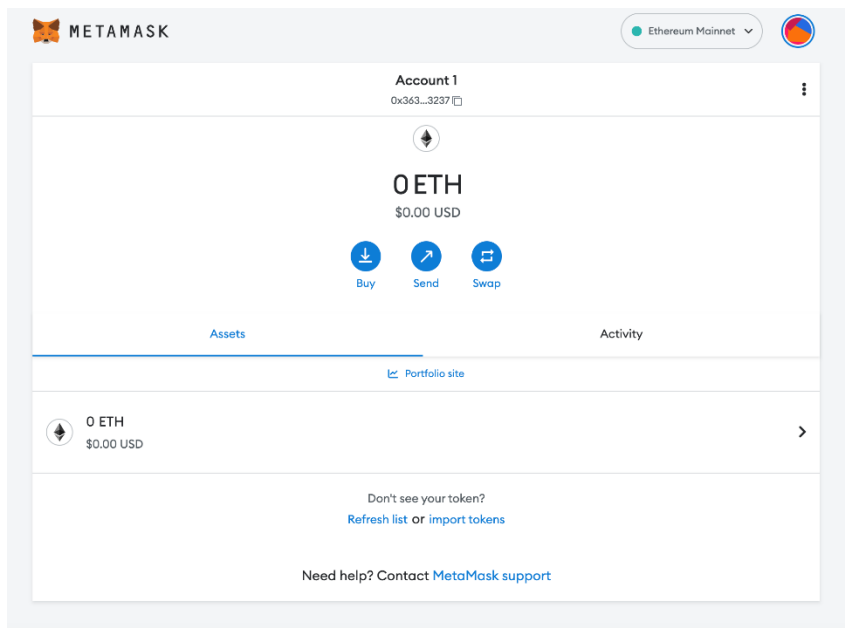 METAMASK
Ethereum Mainnet
Account 1
0x363...3237
0 ETH
$0.00 USD
Buy Send Swap
Assets Activity
Portfolio site
0 ETH
$0.00 USD
Don't see your token?
Refresh list or import tokens
Need help? Contact MetaMask support